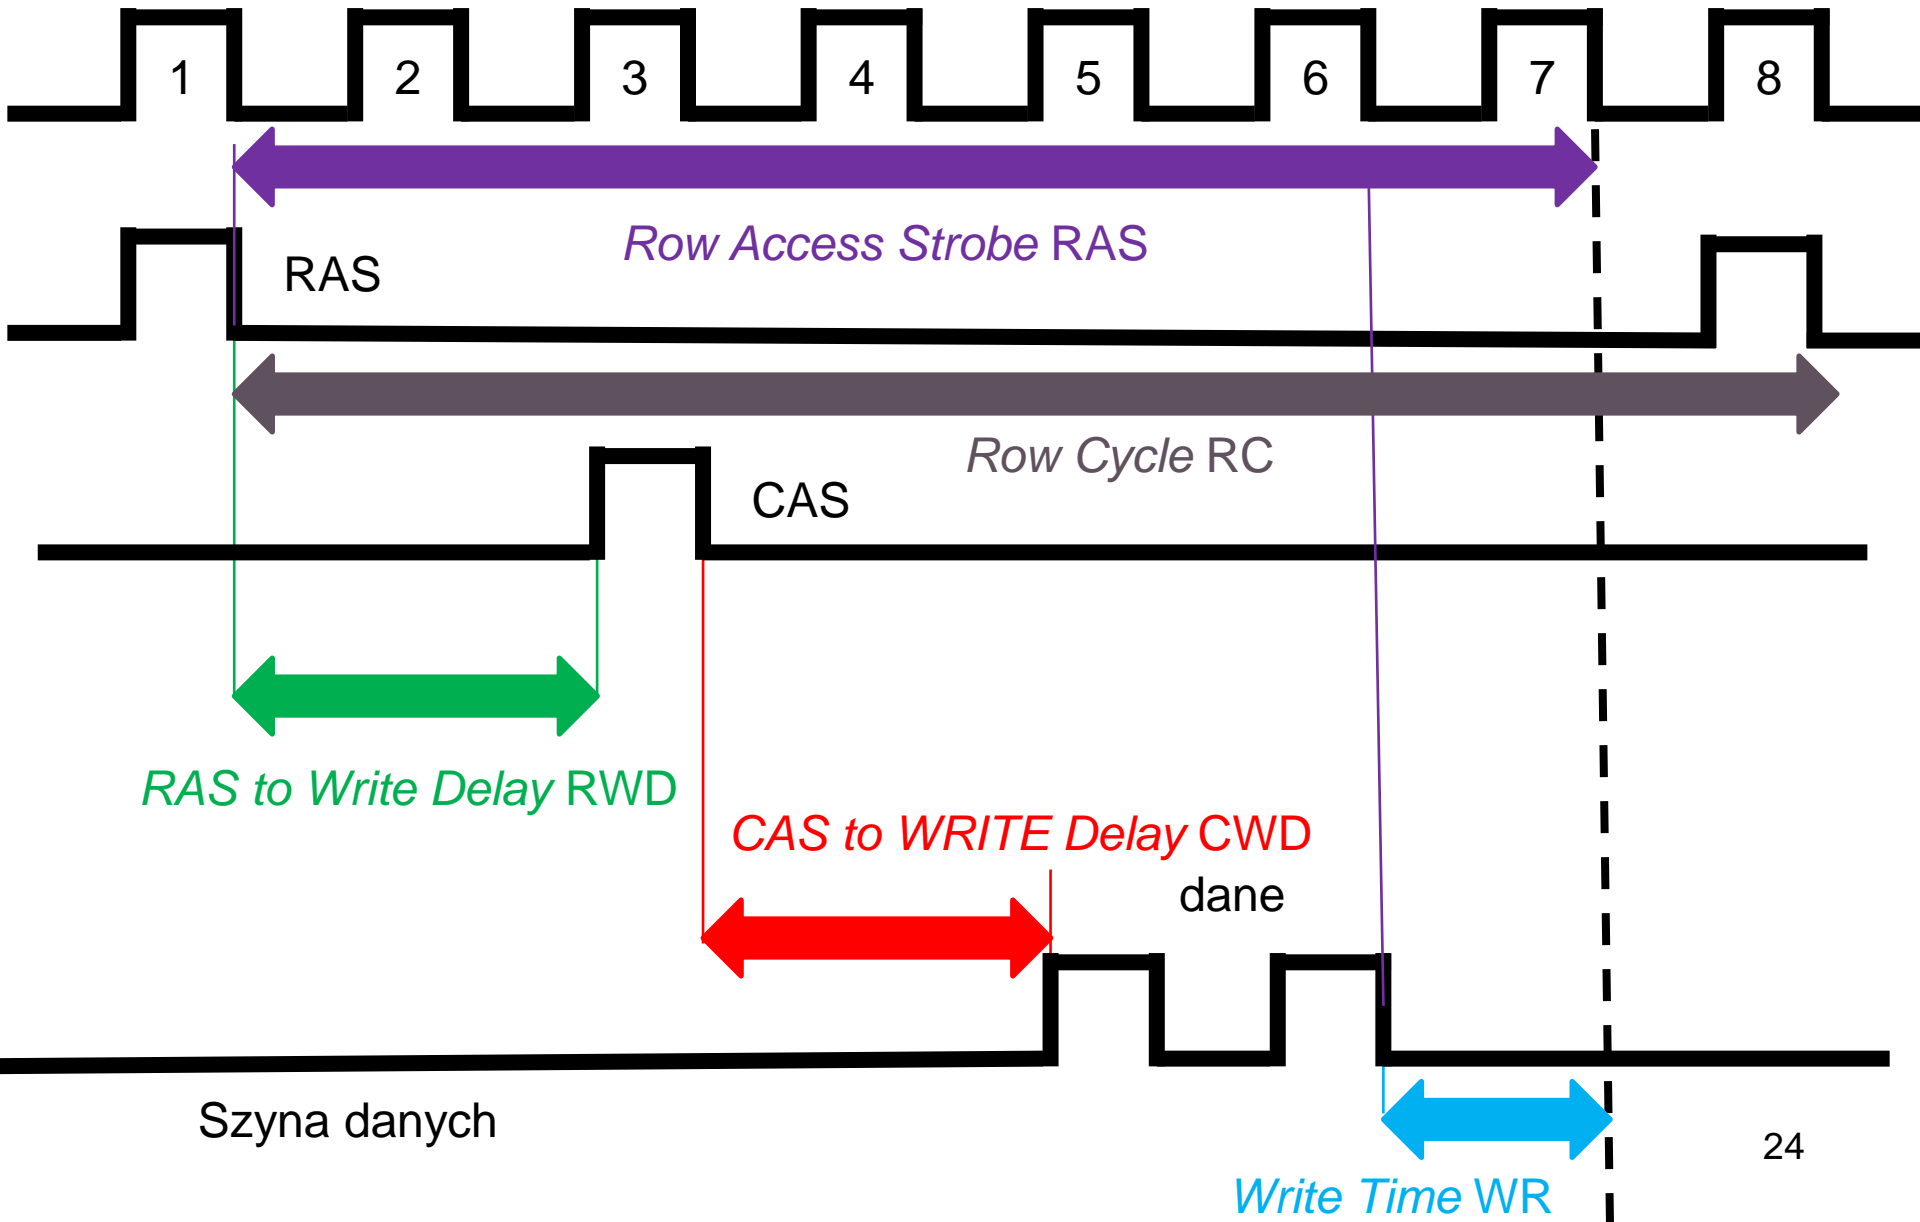 1 2 3 4 5 6 7 8
Row Access Strobe RAS
RAS
Row Cycle RC
CAS
RAS to Write Delay RWD
CAS to WRITE Delay CWD
dane
Szyna danych
24
Write Time WR